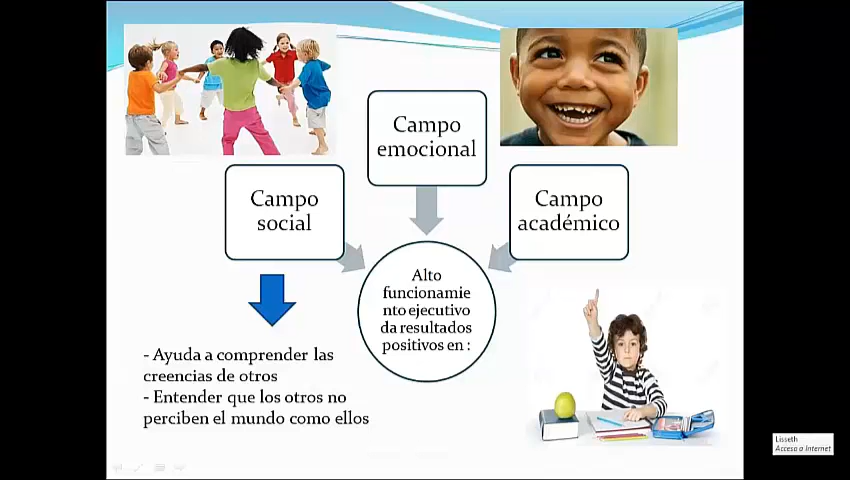 Campo
emocional
Campo
social
Campo
académico
Alto
funcionamie
nto ejecutivo
da resultados
positivos en :
- Ayuda a comprender las
creencias de otros
- Entender que los otros no
perciben el mundo como ellos
Lisseth
Acceso a Internet